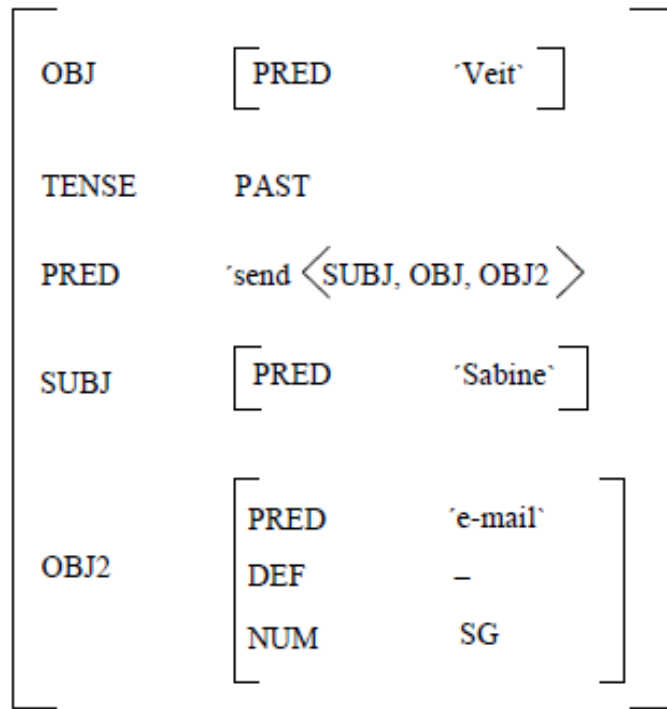 OBJ PRED ´Veit`
TENSE PAST
PRED ´send <SUBJ, OBJ, OBJ2>
SUBJ PRED ´Sabine`
PRED ´e-mail`
OBJ2 DEF –
NUM SG